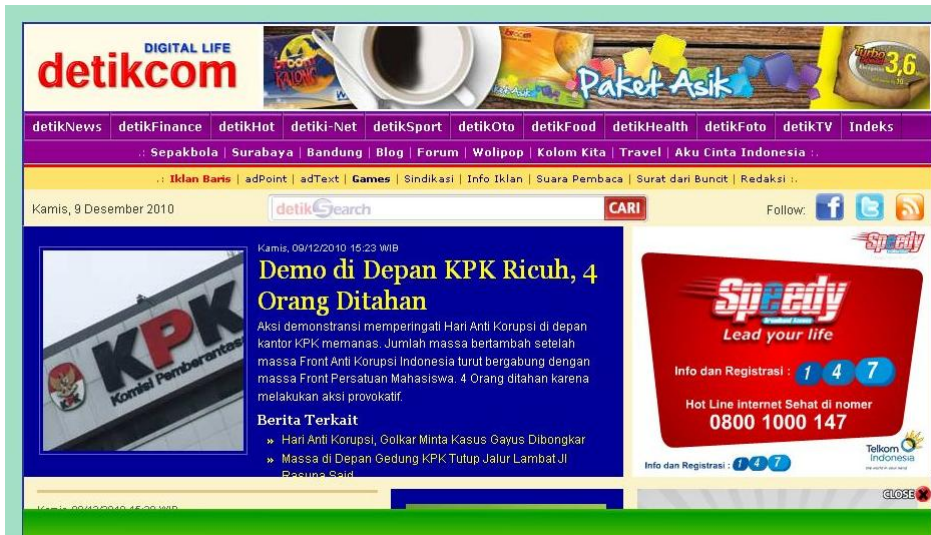 DIGITAL LIFE
detikcom
Paket Asik
3,6
detikNews detikFinance detikHot detiki-Net detikSport detikOto detikFood detikHealth detikFoto detikTV Indeks
.: Sepakbola | Surabaya | Bandung | Blog | Forum | Wolipop | Kolom Kita | Travel | Aku Cinta Indonesia :.
.: Iklan Baris | adPoint | adText | Games | Sindikasi | Info Iklan | Suara Pembaca | Surat dari Buncit | Redaksi :.
Kamis, 9 Desember 2010
detikSearch
CARI
Follow:
KPK
Komisi Pemberantas
Kamis, 09/12/2010 15:23 WIB
Demo di Depan KPK Ricuh, 4
Orang Ditahan
Aksi demonstrasi memperingati Hari Anti Korupsi di depan
kantor KPK memanas. Jumlah massa bertambah setelah
massa Front Anti Korupsi Indonesia turut bergabung dengan
massa Front Persatuan Mahasiswa. 4 Orang ditahan karena
melakukan aksi provokatif.
Berita Terkait
» Hari Anti Korupsi, Golkar Minta Kasus Gayus Dibongkar
» Massa di Depan Gedung KPK Tutup Jalur Lambat Jl
Rasuna Said
Speedy
Speedy
Lead your life
Info dan Registrasi : 1 4 7
Hot Line internet Sehat di nomer
0800 1000 147
Telkom
Indonesia
Info dan Registrasi : 1 4 7
CLOSE